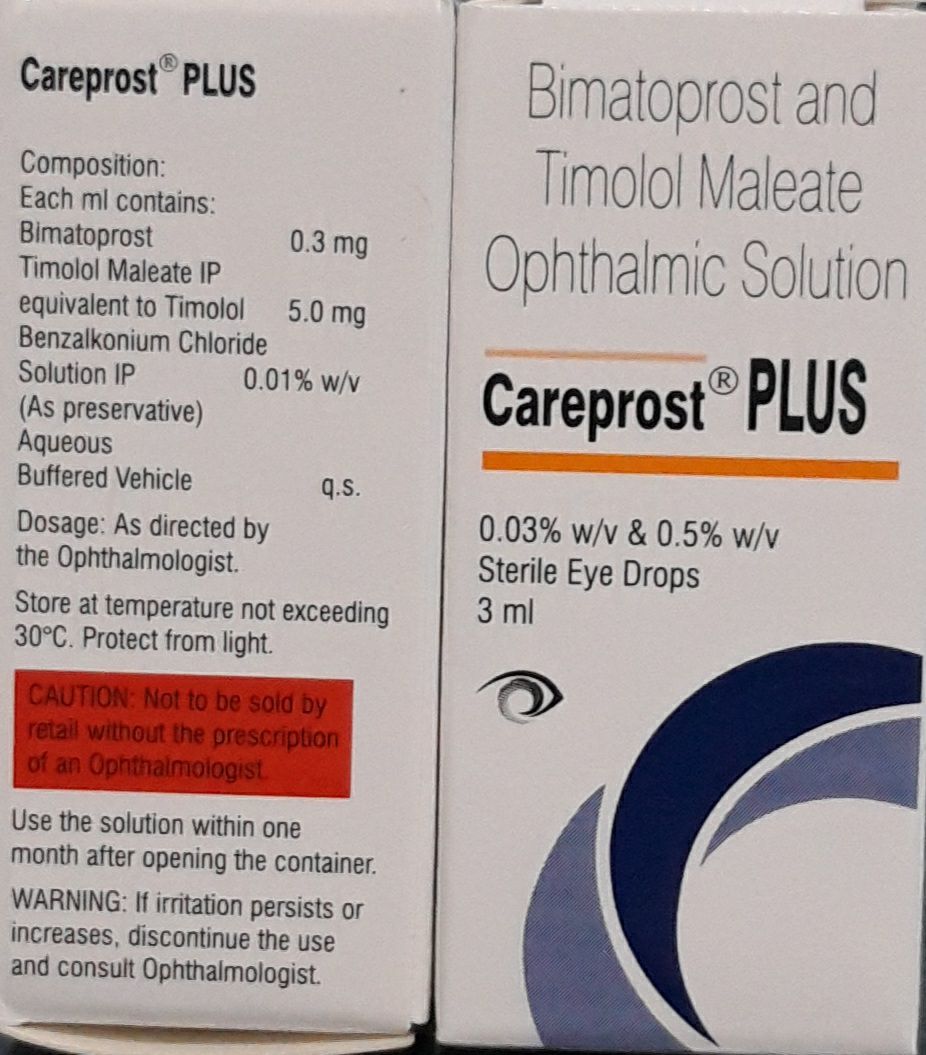 Careprost® PLUS
Composition:
Each ml contains:
Bimatoprost 0.3 mg
Timolol Maleate IP
equivalent to Timolol 5.0 mg
Benzalkonium Chloride
Solution IP 0.01% w/v
(As preservative)
Aqueous
Buffered Vehicle q.s.
Dosage: As directed by
the Ophthalmologist.
Store at temperature not exceeding
30°C. Protect from light.
CAUTION: Not to be sold by
retail without the prescription
of an Ophthalmologist.
Use the solution within one
month after opening the container.
WARNING: If irritation persists or
increases, discontinue the use
and consult Ophthalmologist.
Bimatoprost and
Timolol Maleate
Ophthalmic Solution
Careprost® PLUS
0.03% w/v & 0.5% w/v
Sterile Eye Drops
3 ml